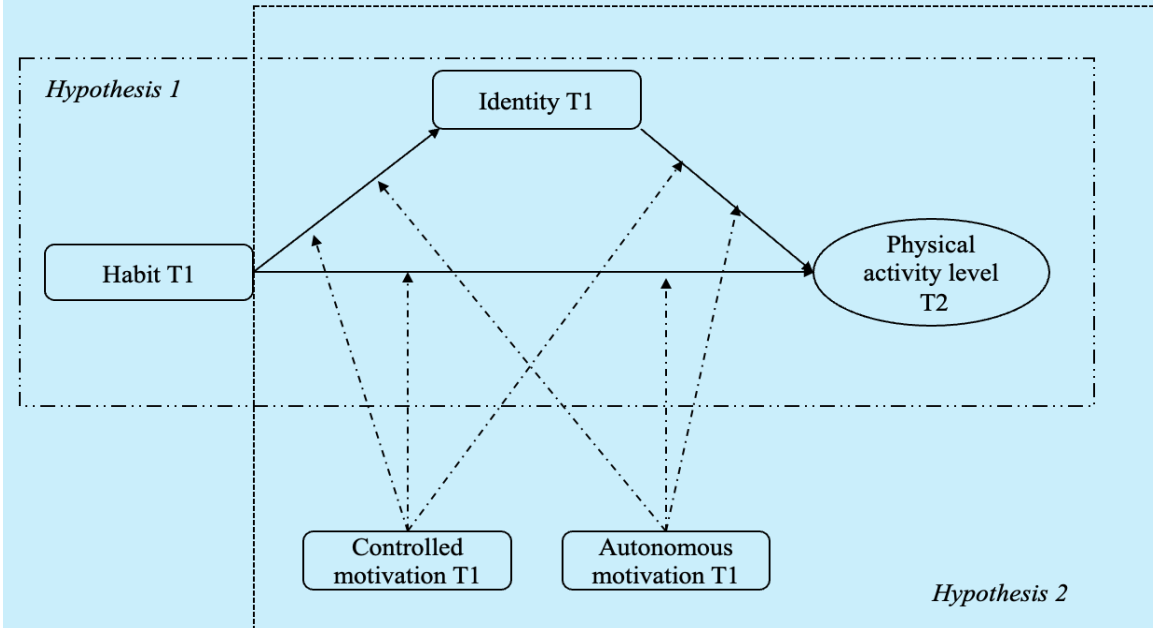 Hypothesis 1
Identity T1
Habit T1
Physical
activity level
T2
Controlled
motivation T1
Autonomous
motivation T1
Hypothesis 2